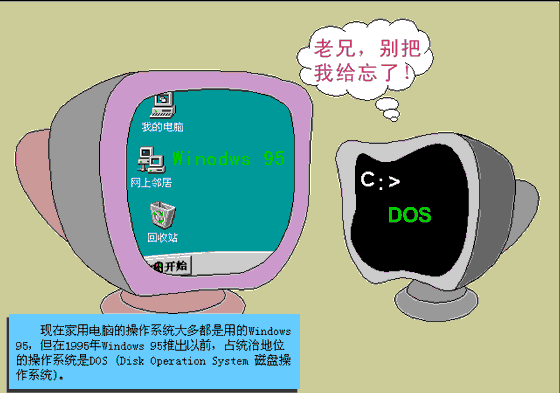 老兄，别把
我给忘了！
我的电脑
Winodws 95
网上邻居
回收站
开始
C:>
DOS
现在家用电脑的操作系统大多都是用的Windows
95，但在1995年Windows 95推出以前，占统治地位
的操作系统是DOS (Disk Operation System 磁盘操
作系统)。